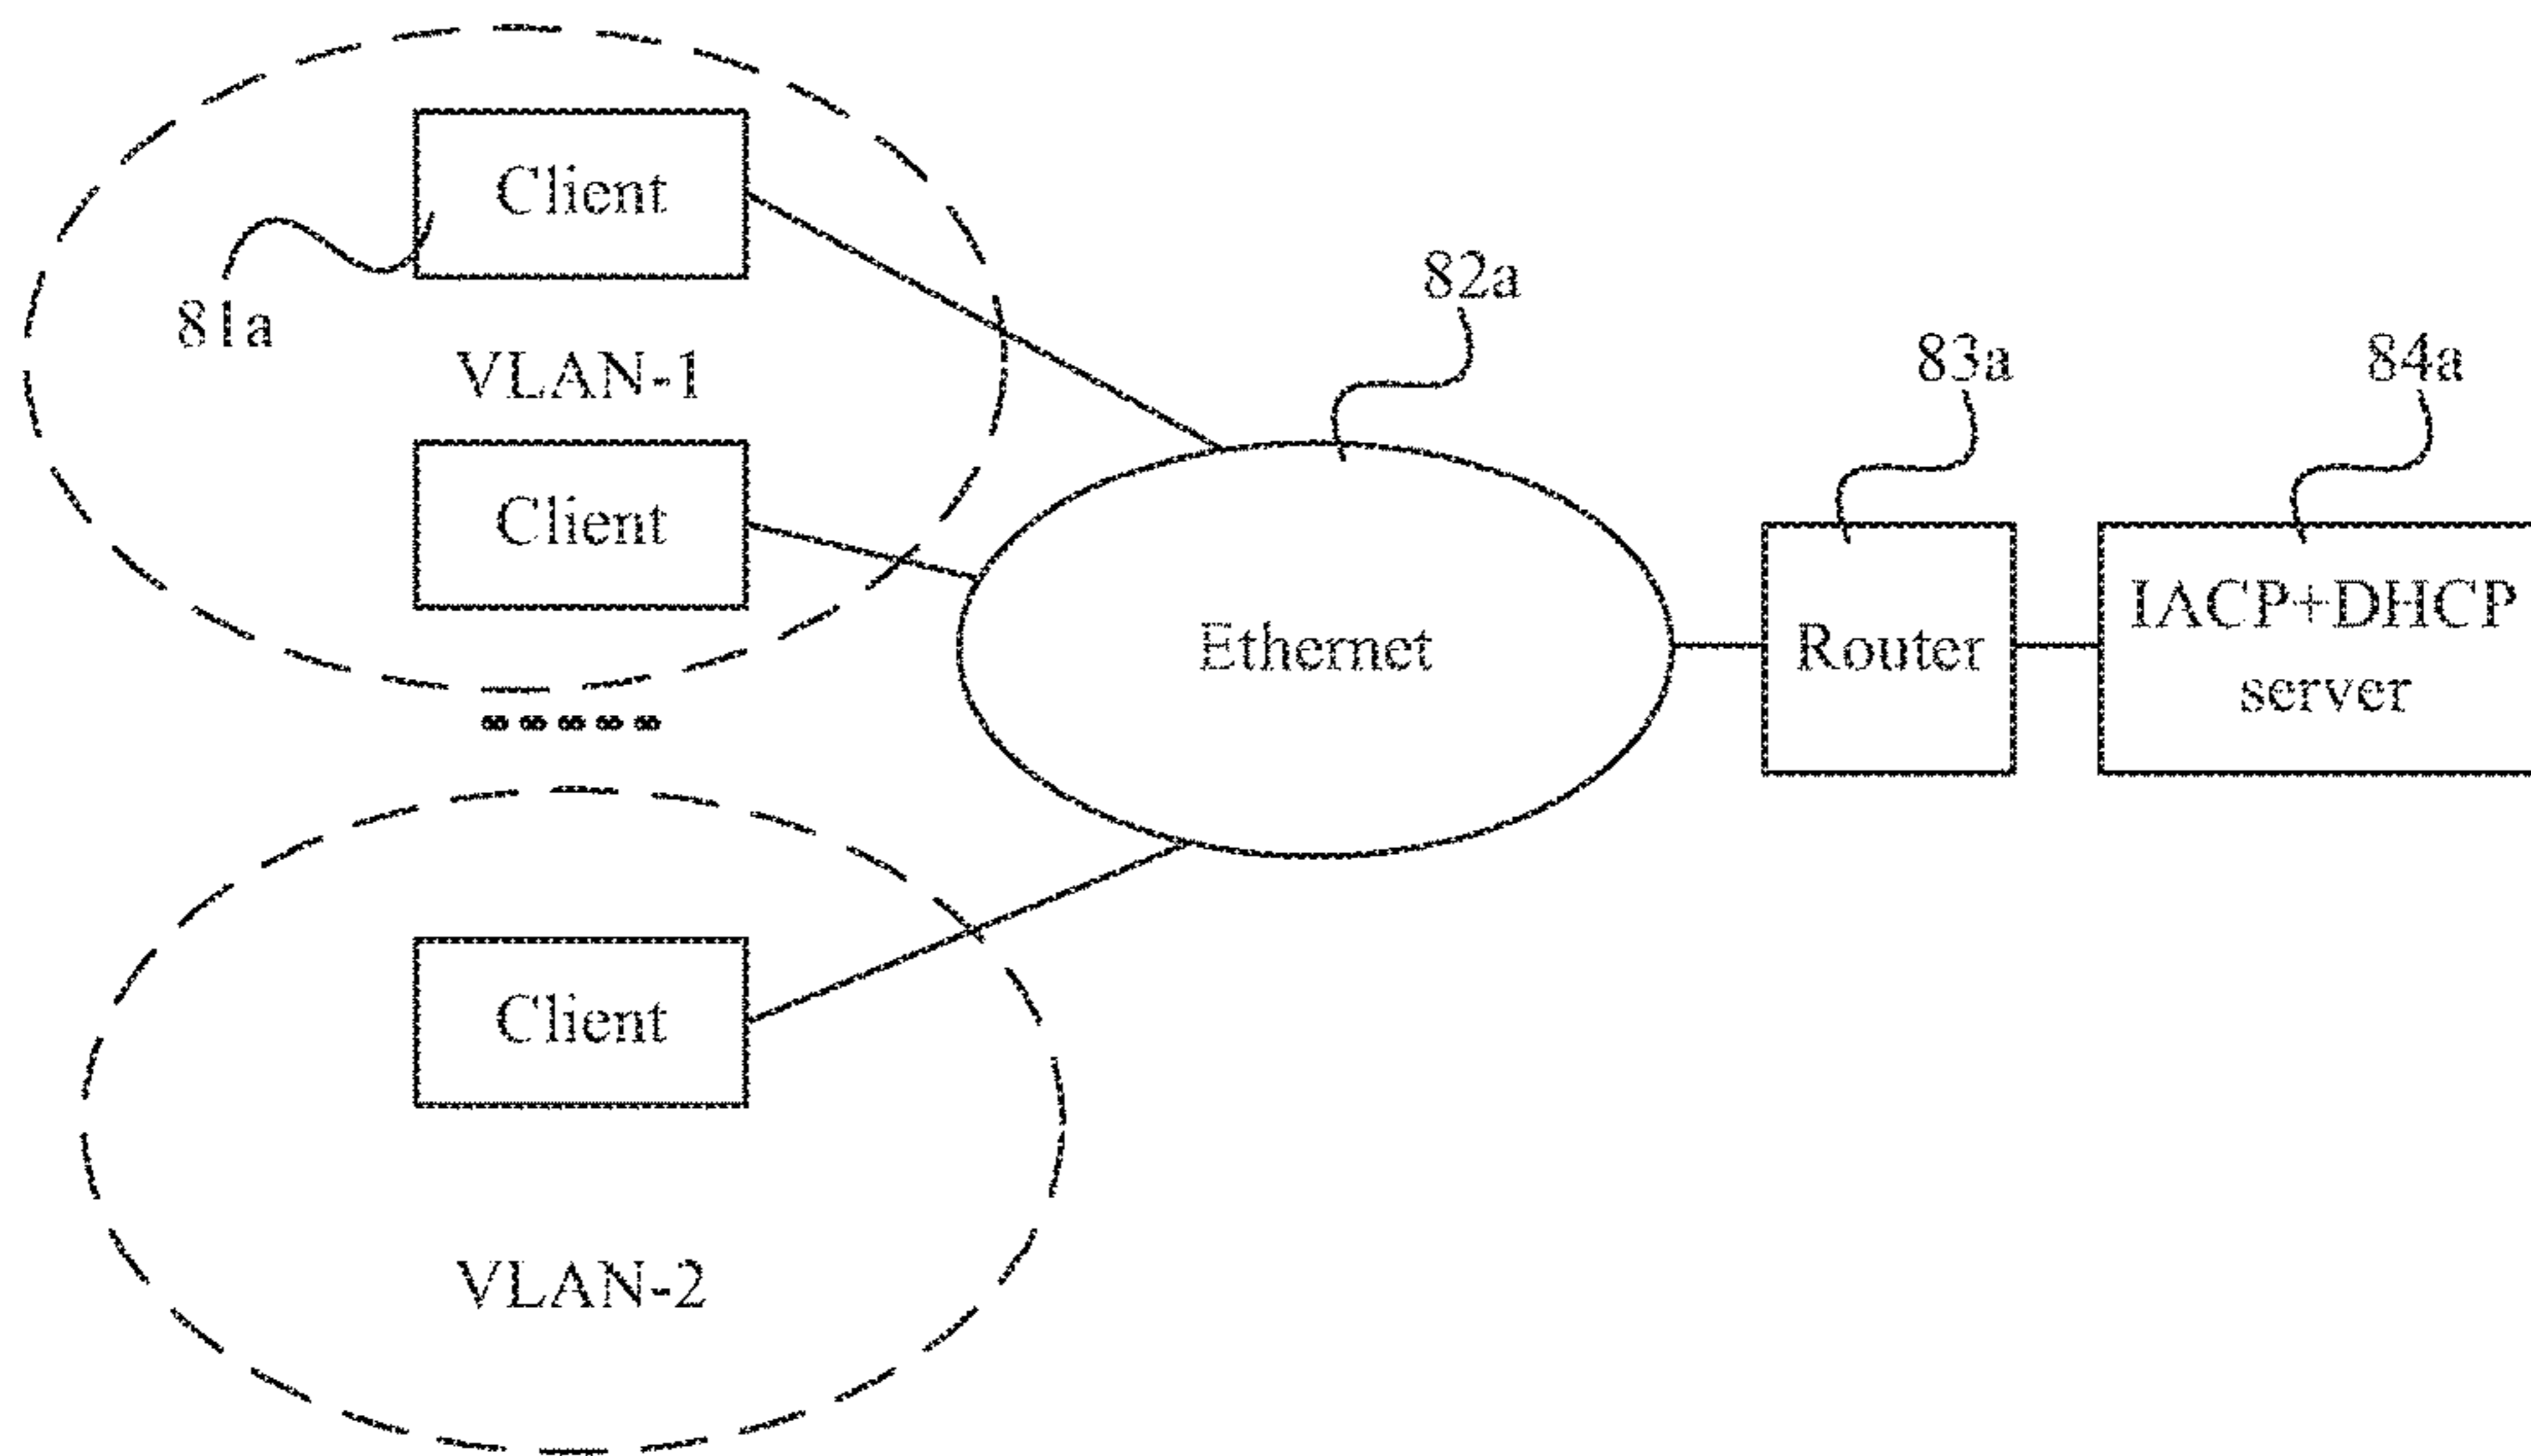 Client
81a
VLAN-1
Client
82a
83a
84a
Ethernet
Router
IACP+DHCP
server
Client
VLAN-2